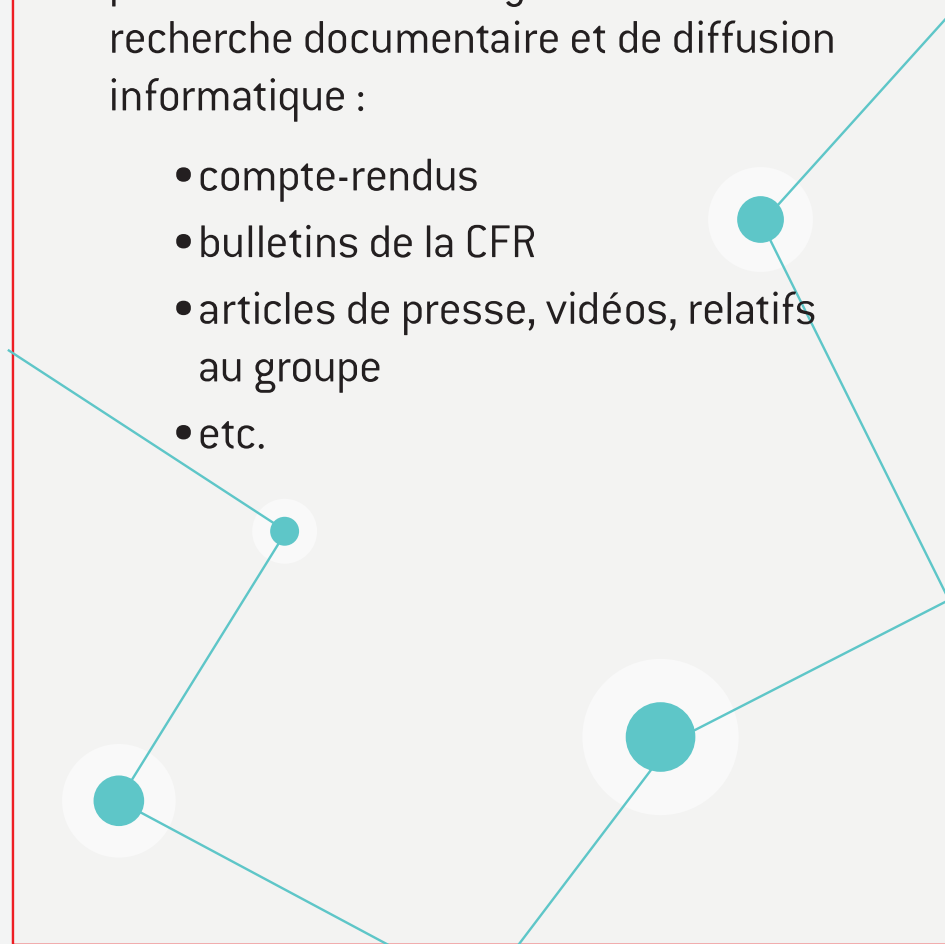 recherche documentaire et de diffusion
informatique :
• compte-rendus
• bulletins de la CFR
• articles de presse, vidéos, relatifs
au groupe
• etc.